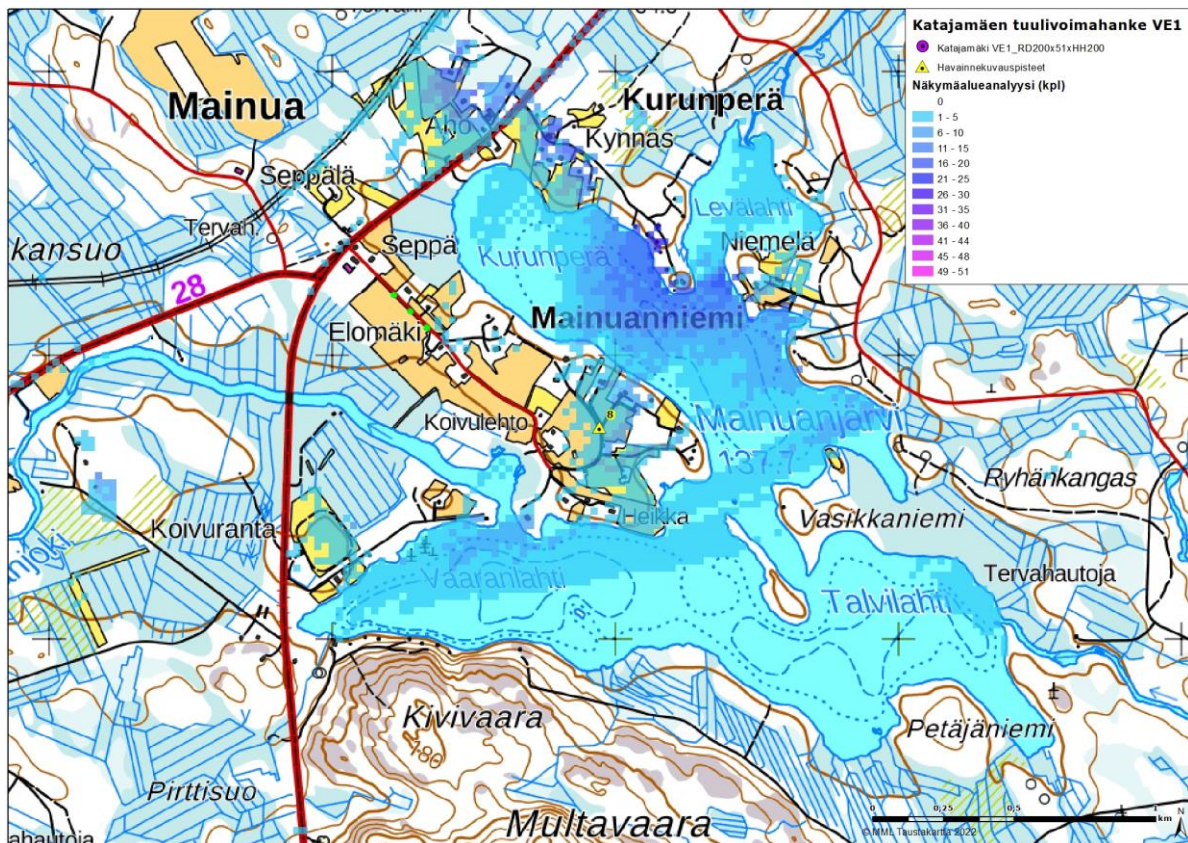 Katajamäen tuulivoimahanke VE1
Katajamäki VE1_RD200x51xHH200
Havainnekuvauspisteet
Näkymäalueanalyysi (kpl)
0
1 - 5
6 - 10
11 - 15
16 - 20
21 - 25
26 - 30
31 - 35
36 - 40
41 - 44
45 - 48
49 - 51
Mainua
Aho
Kurunperä
Kynnäs
Seppälä
Levälahti
Tervah.
Seppä
Niemelä
kansuo
Kurunperä
28
Mainuanniemi
Elomäki
Koivulehto
8
Mainuanjärvi
137.7
Ryhänkangas
Heikka
Vasikkaniemi
Koivuranta
Vaaranlahti
Tervahautoja
Talvilahti
Kivivaara
180
Petäjäniemi
Pirttisuo
Multavaara
ahautoja
0 0,25 0,5 1
km
N
© MML Taustakartta 2022